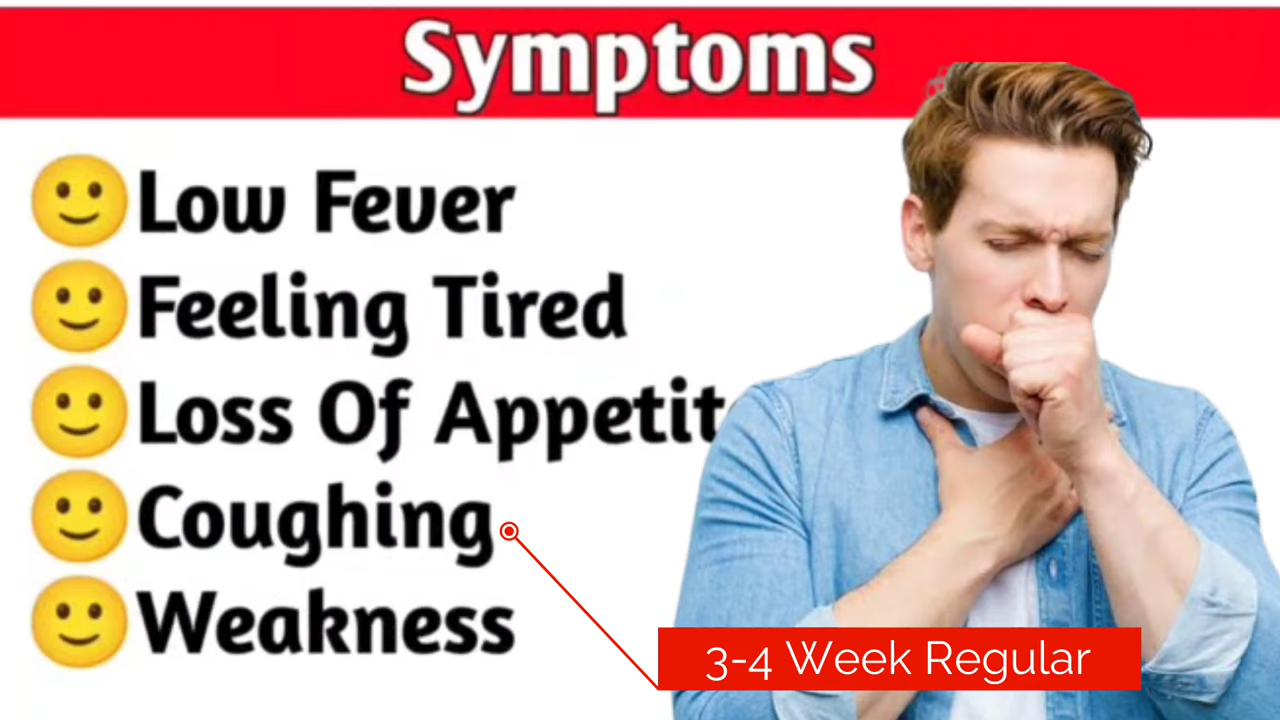 Symptoms
Low Fever
Feeling Tired
Loss Of Appetit
Coughing
Weakness
3-4 Week Regular